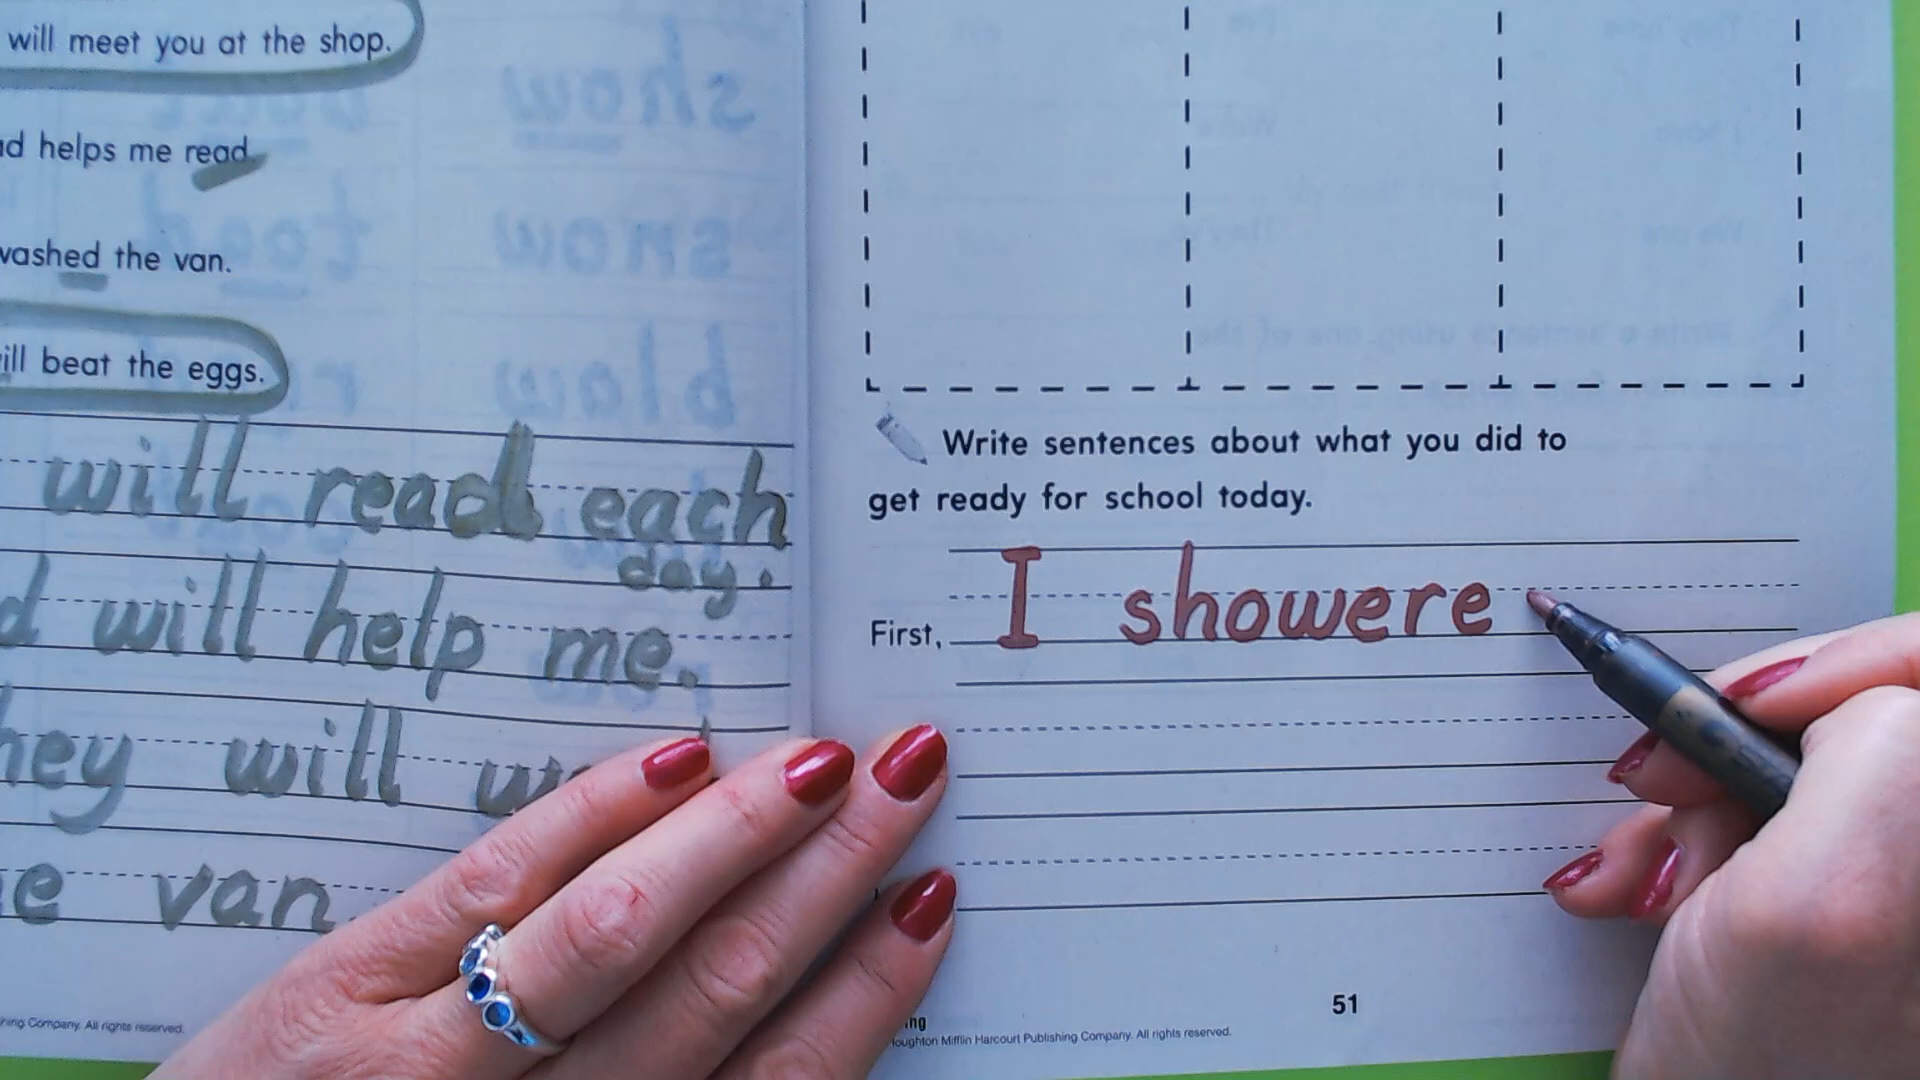 will meet you at the shop.
helps me read.
washed the van.
will beat the eggs.
will read each
day.
will help me.
will
van
Write sentences about what you did to
get ready for school today.
First, I showere
51
Company. All rights reserved.
Houghton Mifflin Harcourt Publishing Company. All rights reserved.